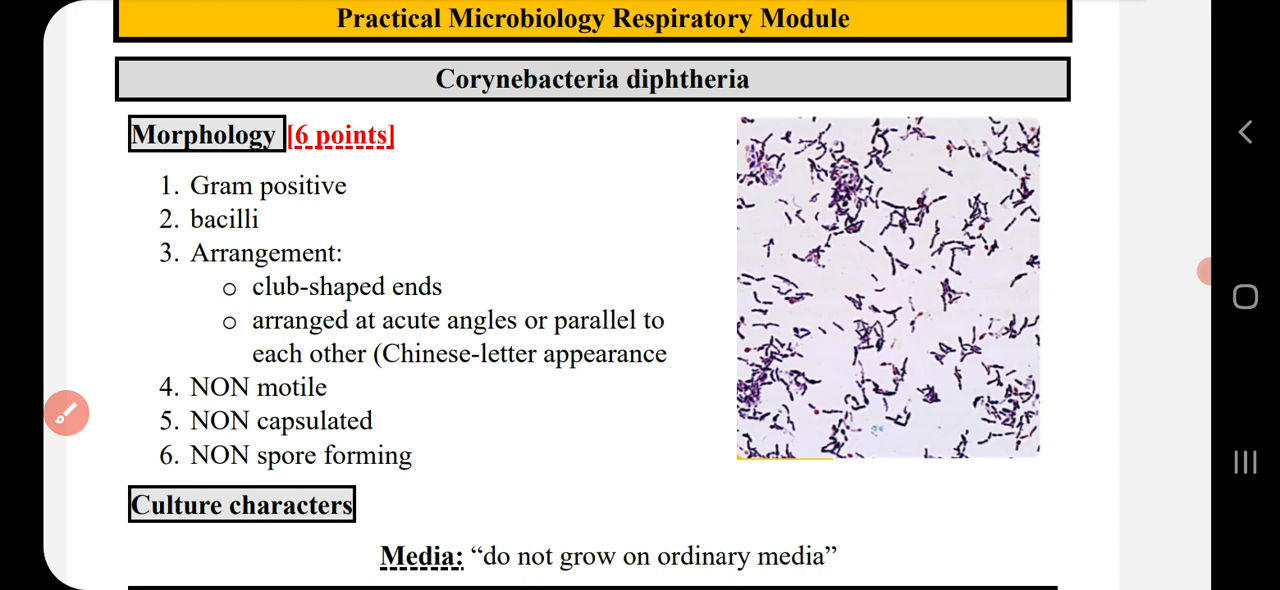 Practical Microbiology Respiratory Module
Corynebacteria diphtheria
Morphology [6 points]
1. Gram positive
2. bacilli
3. Arrangement:
o club-shaped ends
o arranged at acute angles or parallel to
each other (Chinese-letter appearance
4. NON motile
5. NON capsulated
6. NON spore forming
Culture characters
Media: “do not grow on ordinary media”